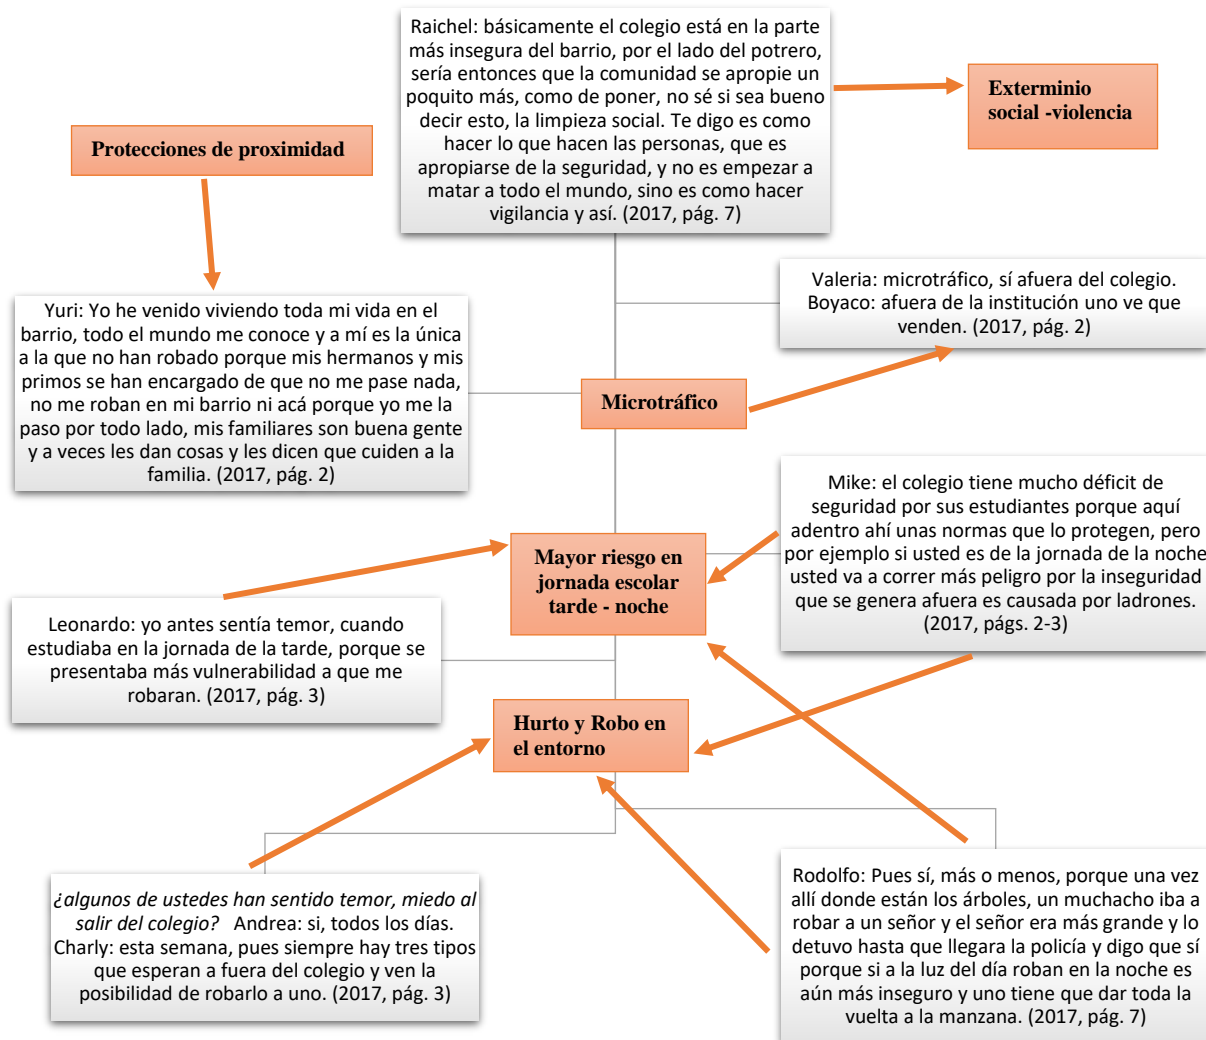 Raichel: básicamente el colegio está en la parte
más insegura del barrio, por el lado del potrero,
sería entonces que la comunidad se apropie un
poquito más, como de poner, no sé si sea bueno
decir esto, la limpieza social. Te digo es como
hacer lo que hacen las personas, que es
apropiarse de la seguridad, y no es empezar a
matar a todo el mundo, sino es como hacer
vigilancia y así. (2017, pág. 7)
Exterminio
social -violencia
Protecciones de proximidad
Valeria: microtráfico, sí afuera del colegio.
Boyaco: afuera de la institución uno ve que
venden. (2017, pág. 2)
Yuri: Yo he venido viviendo toda mi vida en el
barrio, todo el mundo me conoce y a mí es la única
a la que no han robado porque mis hermanos y mis
primos se han encargado de que no me pase nada,
no me roban en mi barrio ni acá porque yo me la
paso por todo lado, mis familiares son buena gente
y a veces les dan cosas y les dicen que cuiden a la
familia. (2017, pág. 2)
Microtráfico
Mike: el colegio tiene mucho déficit de
seguridad por sus estudiantes porque aquí
adentro ahí unas normas que lo protegen, pero
por ejemplo si usted es de la jornada de la noche
usted va a correr más peligro por la inseguridad
que se genera afuera es causada por ladrones.
(2017, págs. 2-3)
Mayor riesgo en
jornada escolar
tarde - noche
Leonardo: yo antes sentía temor, cuando
estudiaba en la jornada de la tarde, porque se
presentaba más vulnerabilidad a que me
robaran. (2017, pág. 3)
Hurto y Robo en
el entorno
¿algunos de ustedes han sentido temor, miedo al
salir del colegio? Andrea: si, todos los días.
Charly: esta semana, pues siempre hay tres tipos
que esperan a fuera del colegio y ven la
posibilidad de robarlo a uno. (2017, pág. 3)
Rodolfo: Pues sí, más o menos, porque una vez
allí donde están los árboles, un muchacho iba a
robar a un señor y el señor era más grande y lo
detuvo hasta que llegara la policía y digo que sí
porque si a la luz del día roban en la noche es
aún más inseguro y uno tiene que dar toda la
vuelta a la manzana. (2017, pág. 7)